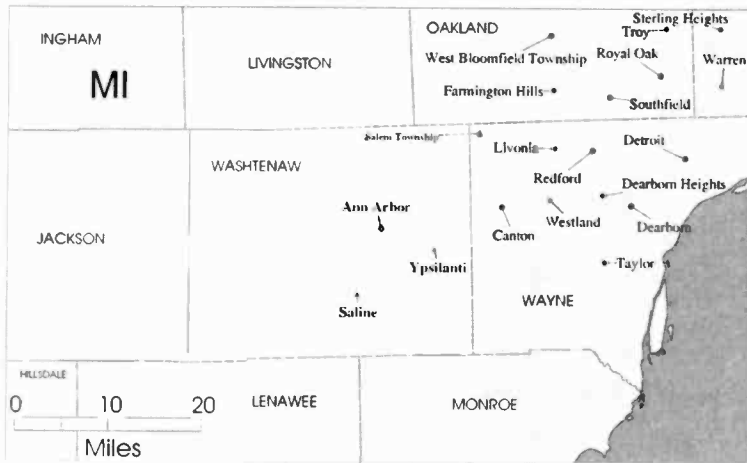 INGHAM
MI
LIVINGSTON
OAKLAND
Sterling Heights
Troy
West Bloomfield Township
Royal Oak
Warren
Farmington Hills
Southfield
Salem Township
WASHTENAW
Livonia
Detroit
Redford
Dearborn Heights
Ann Arbor
Westland
Canton
Dearborn
JACKSON
Ypsilanti
Taylor
WAYNE
Saline
HILLSDALE
LENAWEE
MONROE
0 10 20
Miles